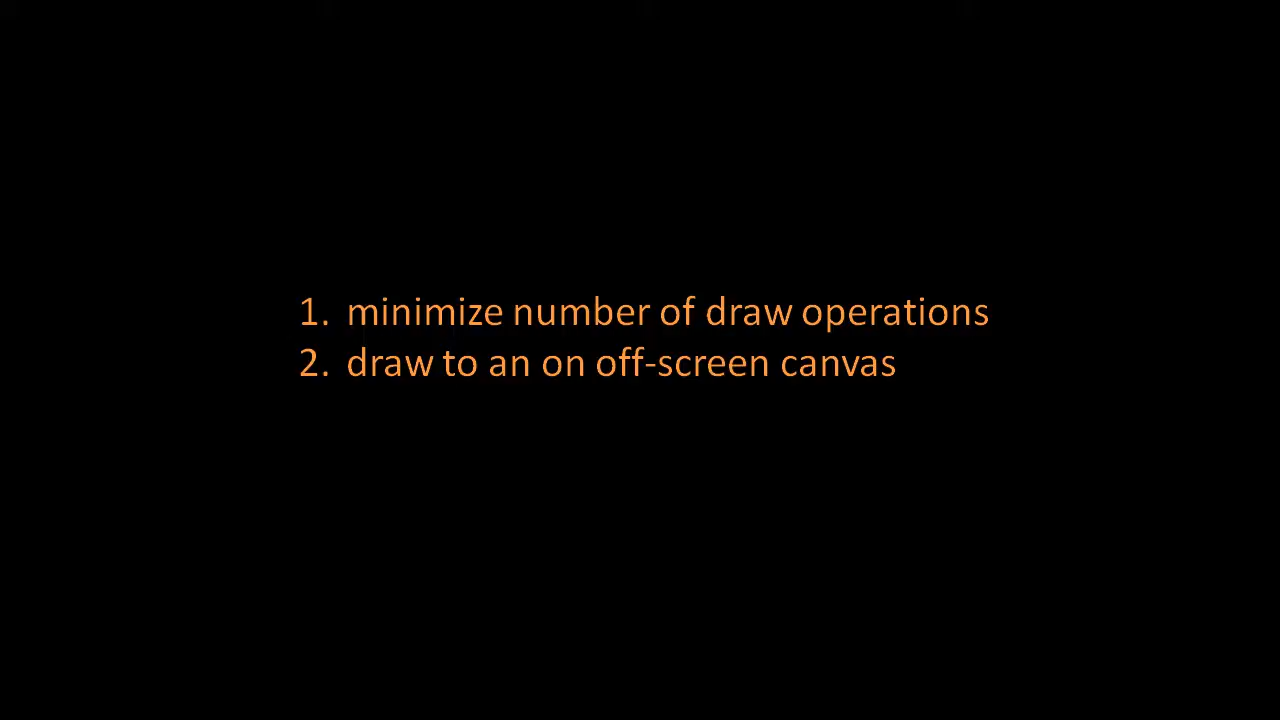 1. minimize number of draw operations
2. draw to an on off-screen canvas